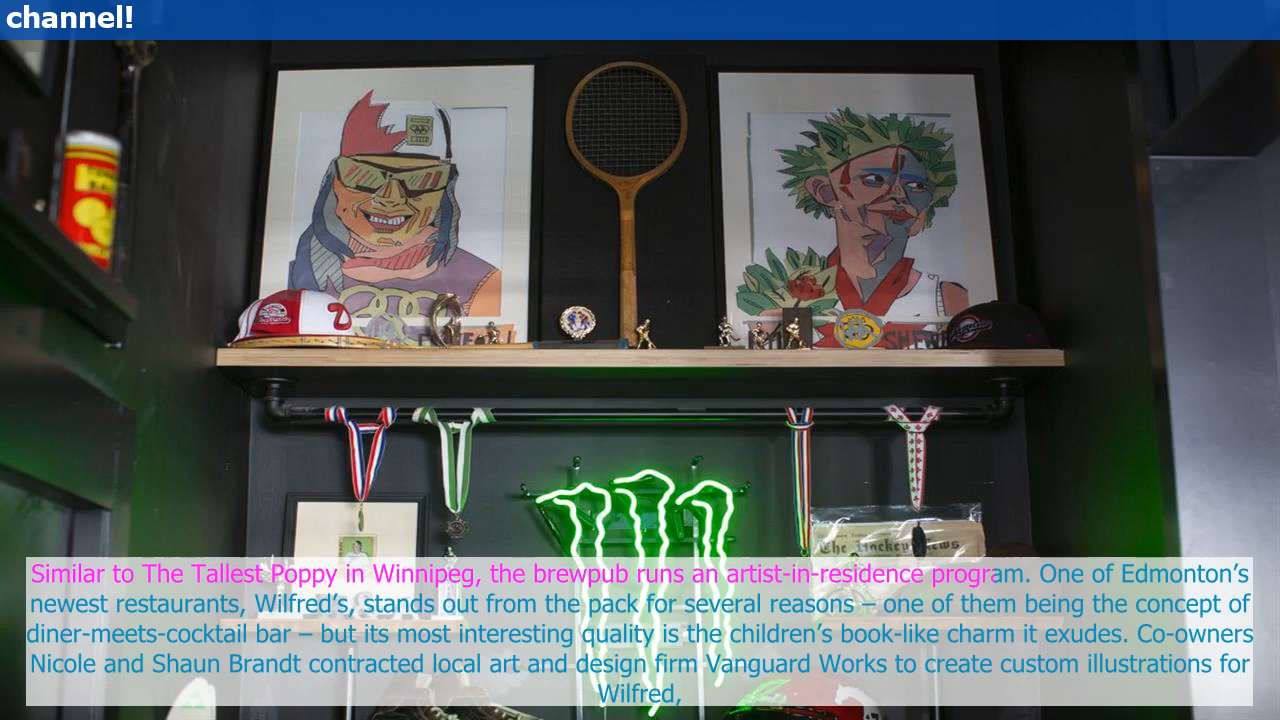 channel!
The Hockey News
Similar to The Tallest Poppy in Winnipeg, the brewpub runs an artist-in-residence program. One of Edmonton’s
newest restaurants, Wilfred’s, stands out from the pack for several reasons – one of them being the concept of
diner-meets-cocktail bar – but its most interesting quality is the children’s book-like charm it exudes. Co-owners
Nicole and Shaun Brandt contracted local art and design firm Vanguard Works to create custom illustrations for
Wilfred,